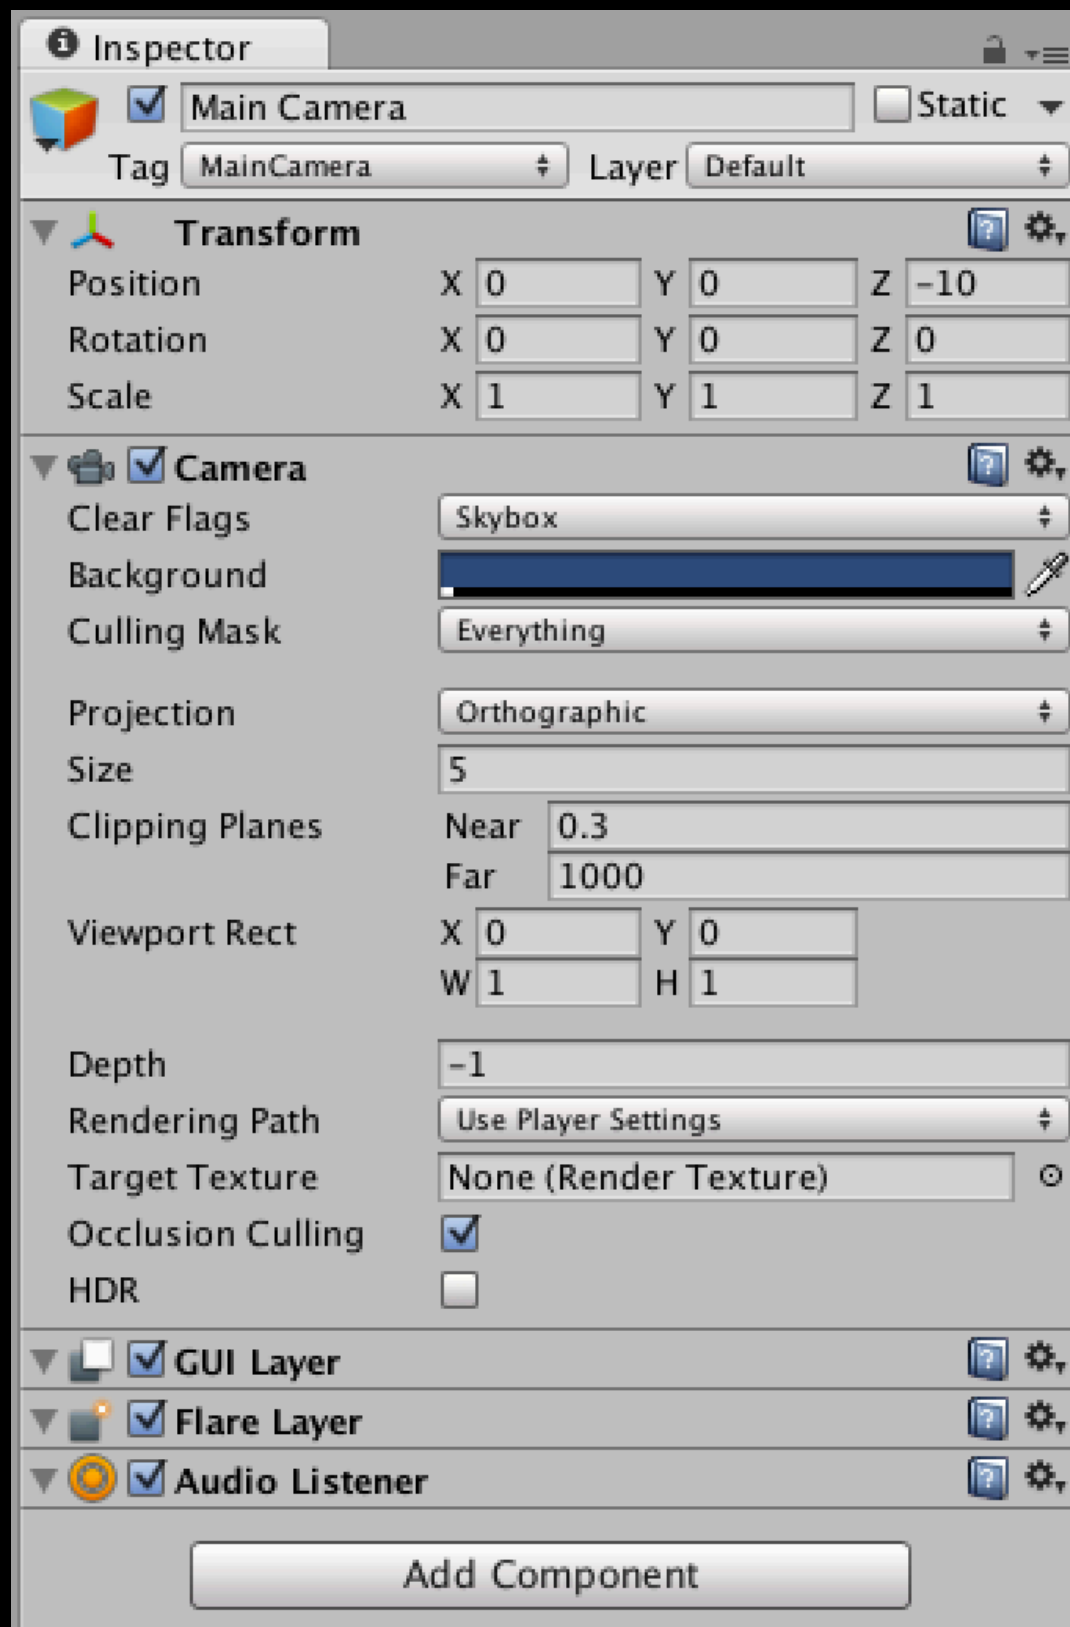 Inspector
Main Camera Static
Tag MainCamera Layer Default
Transform
Position X 0 Y 0 Z -10
Rotation X 0 Y 0 Z 0
Scale X 1 Y 1 Z 1
Camera
Clear Flags Skybox
Background
Culling Mask Everything
Projection Orthographic
Size 5
Clipping Planes Near 0.3
Far 1000
Viewport Rect X 0 Y 0
W 1 H 1
Depth -1
Rendering Path Use Player Settings
Target Texture None (Render Texture)
Occlusion Culling
HDR
GUI Layer
Flare Layer
Audio Listener
Add Component